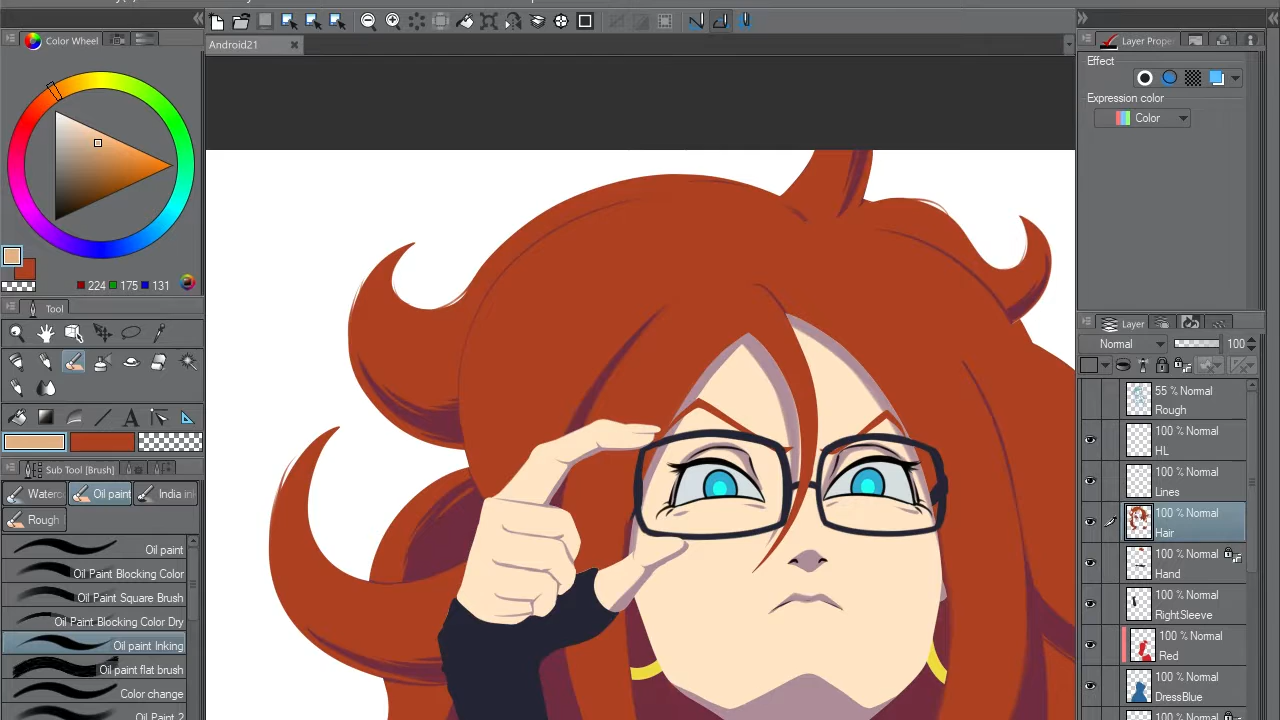 Color Wheel
Android21
Layer Prope
Effect
Expression color
Color
224 175 131
Tool
Layer
Normal 100
55 % Normal
Rough
100 % Normal
HL
100 % Normal
Lines
100 % Normal
Hair
100 % Normal
Hand
100 % Normal
RightSleeve
100 % Normal
Red
100 % Normal
DressBlue
100 % Normal
Sub Tool [Brush]
Waterc
Oil paint
India in
Rough
Oil paint
Oil Paint Blocking Color
Oil Paint Square Brush
Oil Paint Blocking Color Dry
Oil paint Inking
Oil paint flat brush
Color change
Oil Paint 2